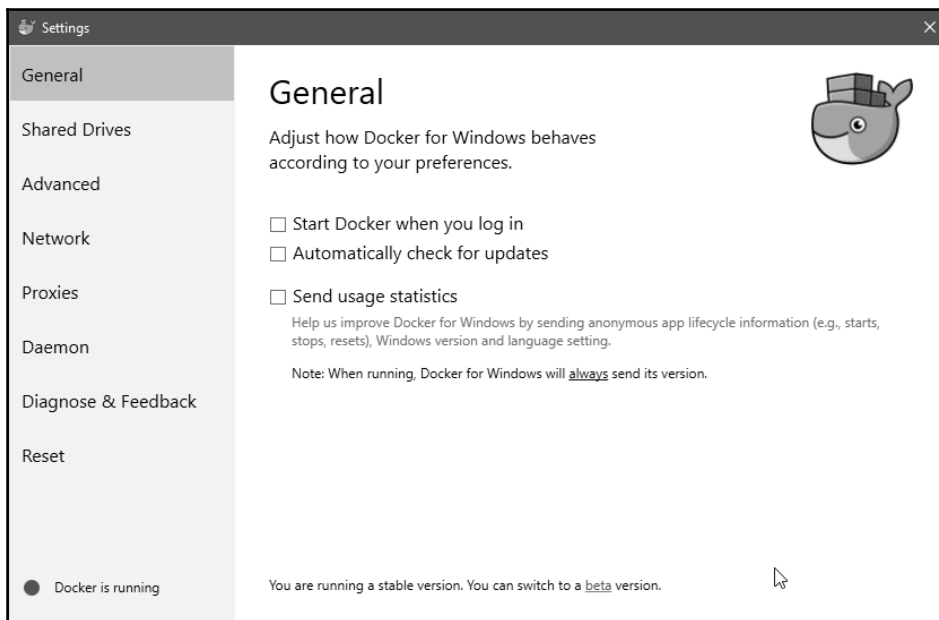 Settings
General
Shared Drives
Advanced
Network
Proxies
Daemon
Diagnose & Feedback
Reset
Docker is running
General
Adjust how Docker for Windows behaves
according to your preferences.
Start Docker when you log in
Automatically check for updates
Send usage statistics
Help us improve Docker for Windows by sending anonymous app lifecycle information (e.g., starts,
stops, resets), Windows version and language setting.
Note: When running, Docker for Windows will always send its version.
You are running a stable version. You can switch to a beta version.